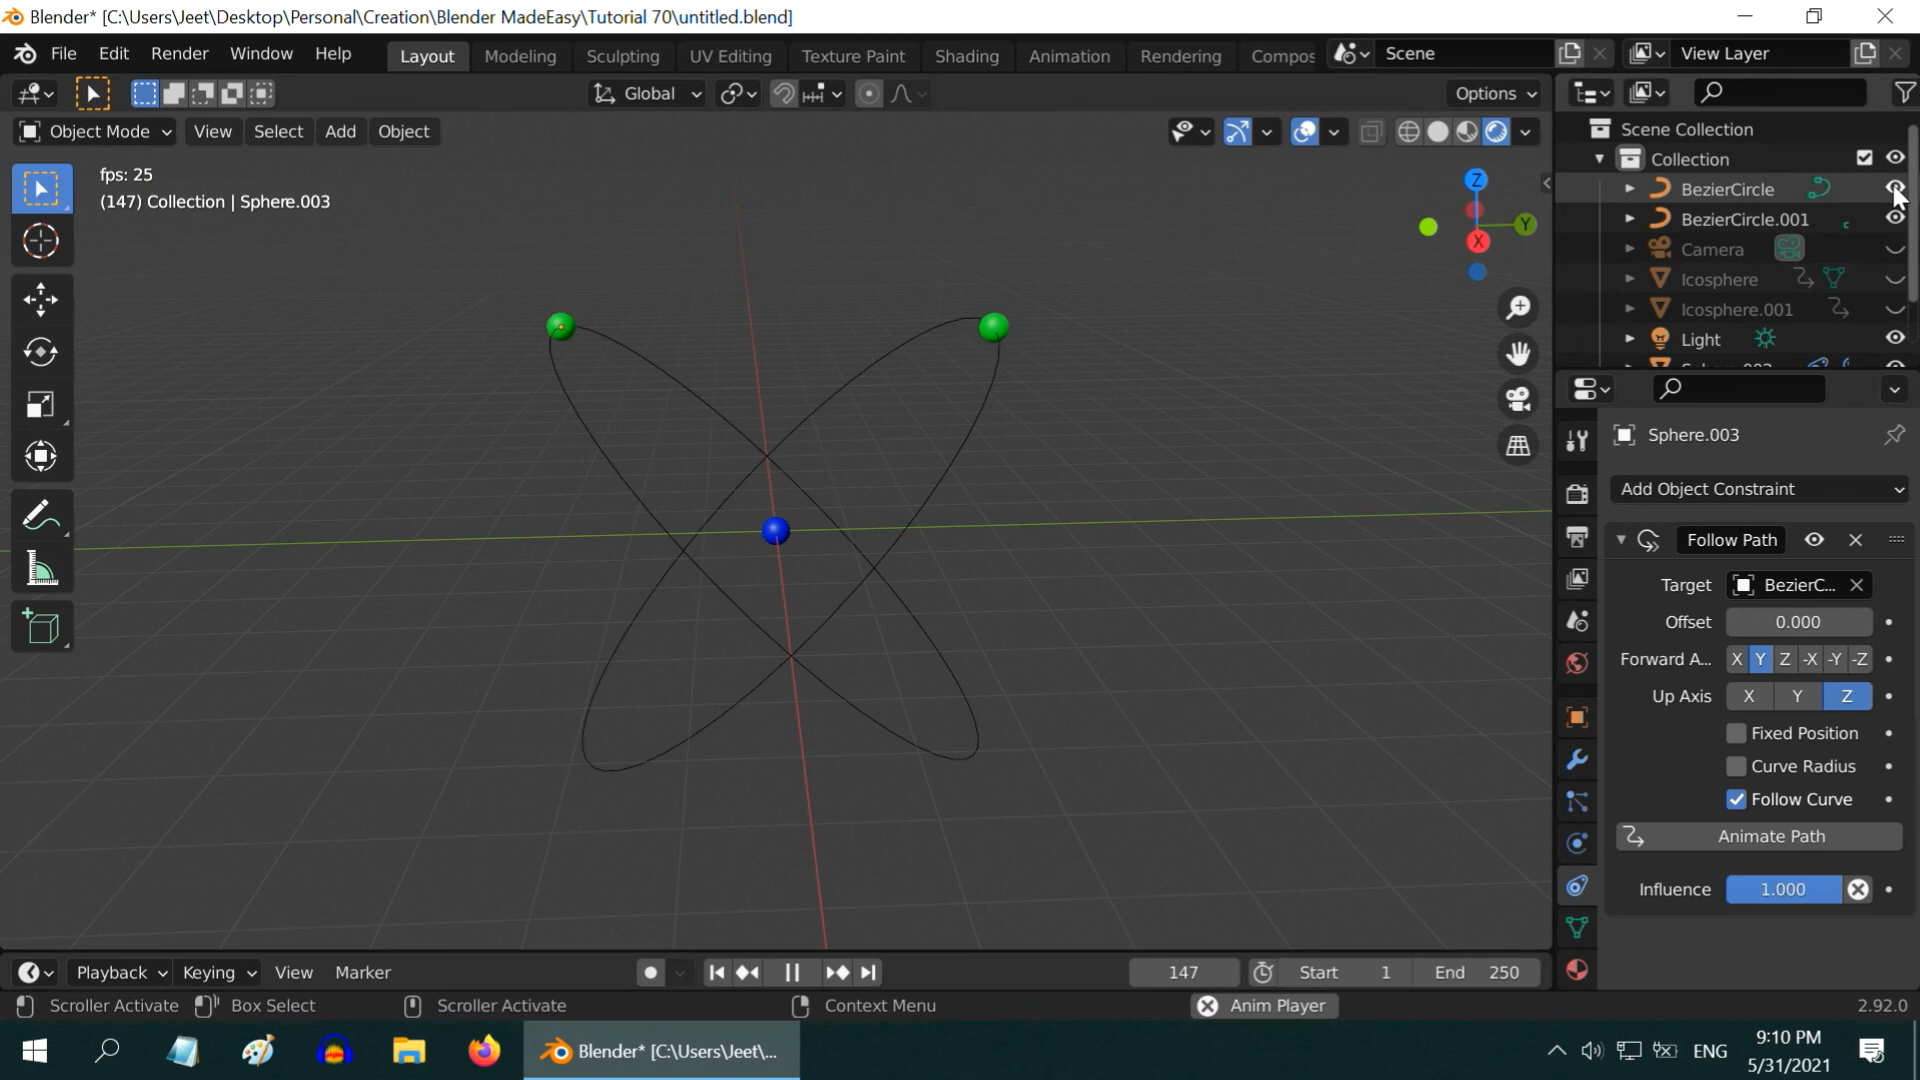 Blender* [C:\Users\Jeet\Desktop\Personal\Creation\Blender MadeEasy\Tutorial 70\untitled.blend]
File Edit Render Window Help Layout Modeling Sculpting UV Editing Texture Paint Shading Animation Rendering Compos Scene View Layer
Global Options
Object Mode View Select Add Object
fps: 25
(147) Collection | Sphere.003
Z
Y
X
Scene Collection
Collection
BezierCircle
BezierCircle.001
Camera
Icosphere
Icosphere.001
Light
Sphere.003
Add Object Constraint
Follow Path
Target BezierC...
Offset 0.000
Forward A... X Y Z -X -Y -Z
Up Axis X Y Z
Fixed Position
Curve Radius
Follow Curve
Animate Path
Influence 1.000
Playback Keying View Marker 147 Start 1 End 250
Scroller Activate Box Select Scroller Activate Context Menu Anim Player 2.92.0
Blender* [C:\Users\Jeet\...
ENG
9:10 PM
5/31/2021